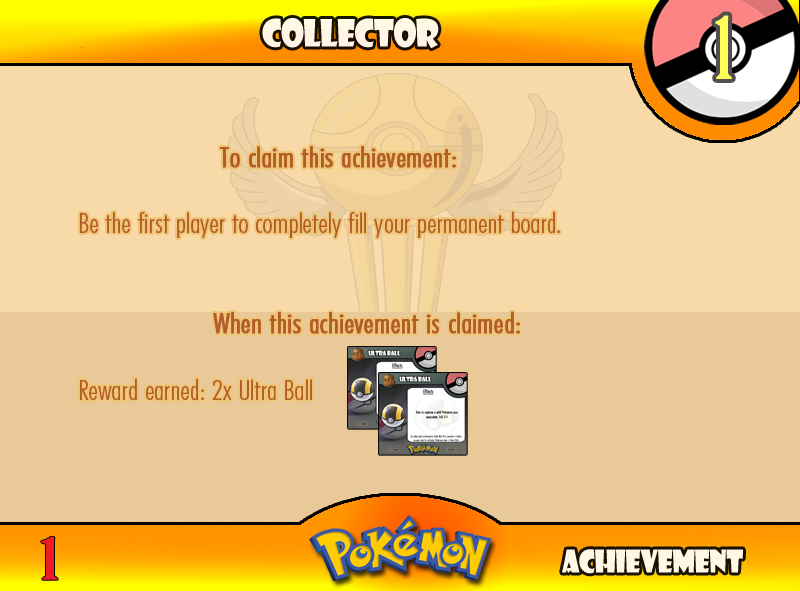 COLLECTOR
1
To claim this achievement:
Be the first player to completely fill your permanent board.
When this achievement is claimed:
Reward earned: 2x Ultra Ball
ULTRA BALL
ULTRA BALL
Effect:
1
POKéMON
ACHIEVEMENT